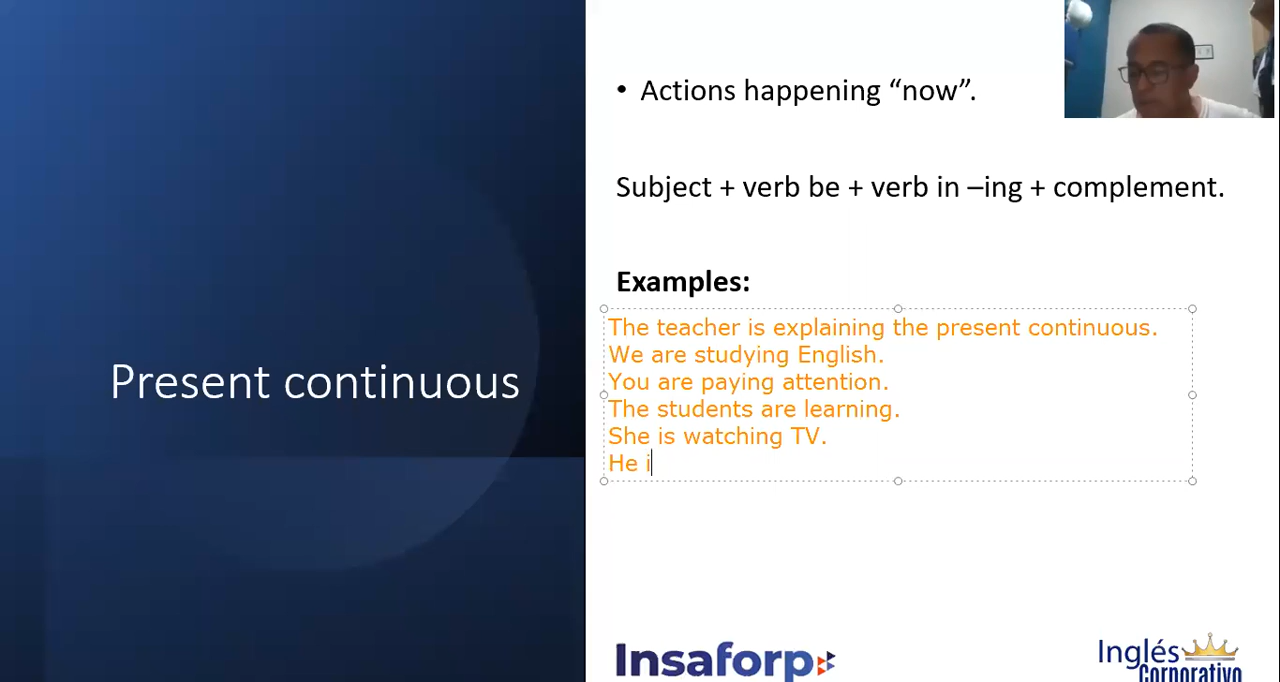 • Actions happening “now”.
Subject + verb be + verb in –ing + complement.
Examples:
The teacher is explaining the present continuous.
We are studying English.
You are paying attention.
The students are learning.
She is watching TV.
He i
Present continuous
Insaforp
Inglés
Corporativo